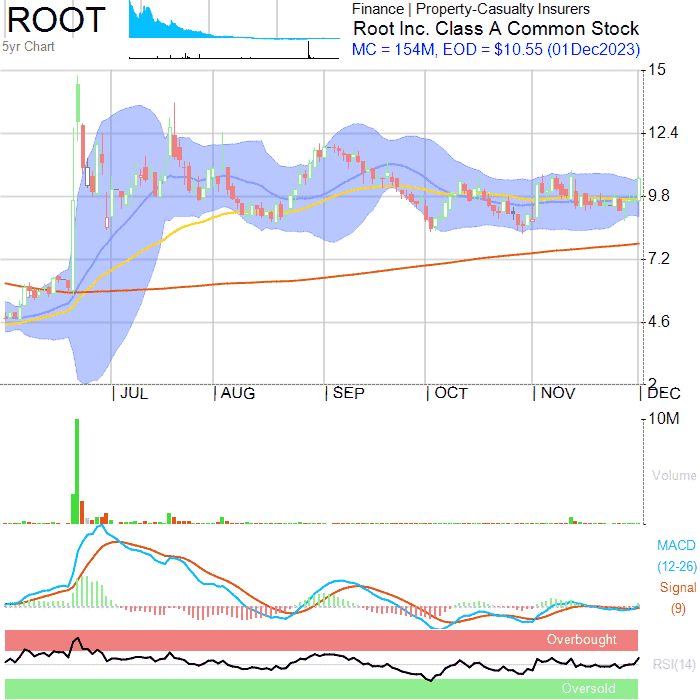 ROOT
5yr Chart
Finance | Property-Casualty Insurers
Root Inc. Class A Common Stock
MC = 154M, EOD = $10.55 (01Dec2023)
15
12.4
9.8
7.2
4.6
2
JUL AUG SEP OCT NOV DEC
10M
Volume
MACD
(12-26)
Signal
(9)
Overbought
RSI(14)
Oversold